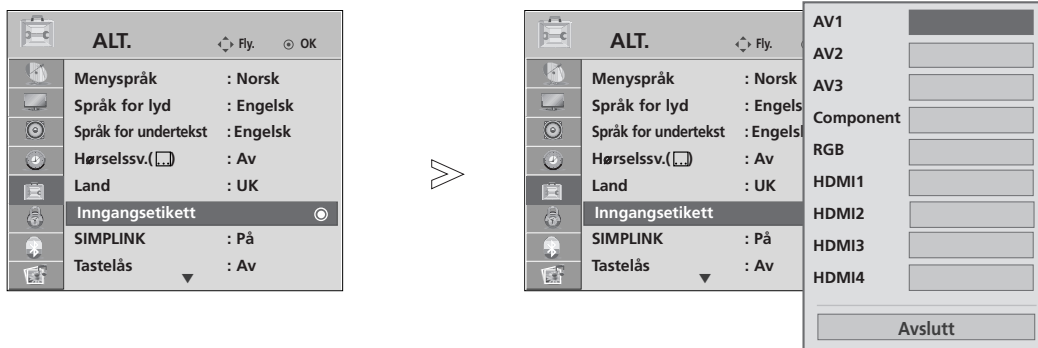 ALT. Fly. OK
Menyspråk : Norsk
Språk for lyd : Engelsk
Språk for undertekst : Engelsk
Hørselssv.(...) : Av
Land : UK
Inngangsetikett
SIMPLINK : På
Tastelås : Av
ALT. Fly.
Menyspråk : Norsk
Språk for lyd : Engels
Språk for undertekst : Engels
Hørselssv.(...) : Av
Land : UK
Inngangsetikett
SIMPLINK : På
Tastelås : Av
AV1
AV2
AV3
Component
RGB
HDMI1
HDMI2
HDMI3
HDMI4
Avslutt